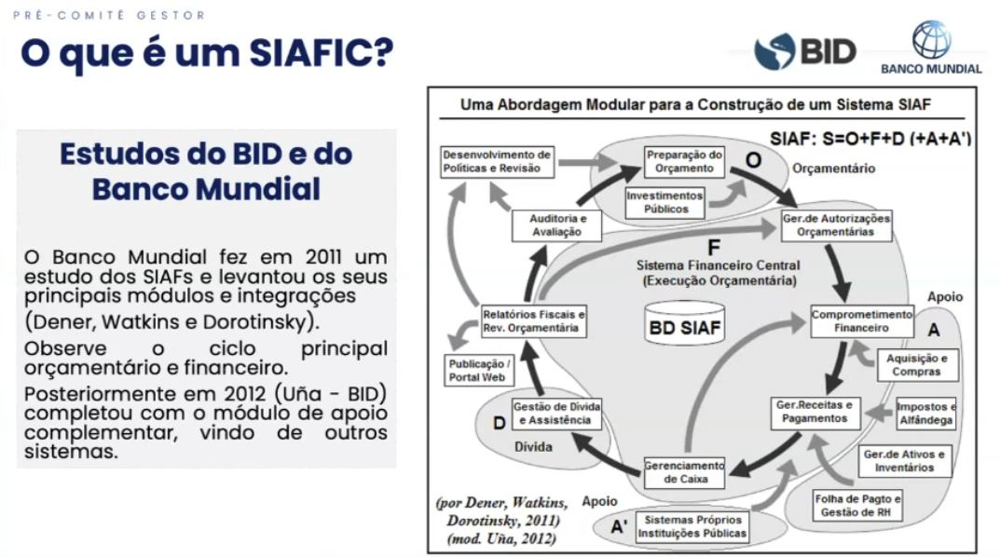 PRÉ-COMITÊ GESTOR
O que é um SIAFIC?
BID
BANCO MUNDIAL
Estudos do BID e do
Banco Mundial
O Banco Mundial fez em 2011 um
estudo dos SIAFs e levantou os seus
principais módulos e integrações
(Dener, Watkins e Dorotinsky).
Observe o ciclo principal
orçamentário e financeiro.
Posteriormente em 2012 (Uña - BID)
completou com o módulo de apoio
complementar, vindo de outros
sistemas.
Uma Abordagem Modular para a Construção de um Sistema SIAF
SIAF: S=O+F+D (+A+A')
Desenvolvimento de
Políticas e Revisão
Preparação do
Orçamento
O
Orçamentário
Investimentos
Públicos
Auditoria e
Avaliação
Ger.de Autorizações
Orçamentárias
F
Sistema Financeiro Central
(Execução Orçamentária)
BD SIAF
Relatórios Fiscais e
Rev. Orçamentária
Comprometimento
Financeiro
Apoio
A
Publicação /
Portal Web
Aquisição e
Compras
D
Gestão de Dívida
e Assistência
Dívida
Ger.Receitas e
Pagamentos
Impostos e
Alfândega
Gerenciamento
de Caixa
Ger.de Ativos e
Inventários
Folha de Pagto e
Gestão de RH
(por Dener, Watkins,
Dorotinsky, 2011)
(mod. Uña, 2012)
Apoio
A'
Sistemas Próprios
Instituições Públicas